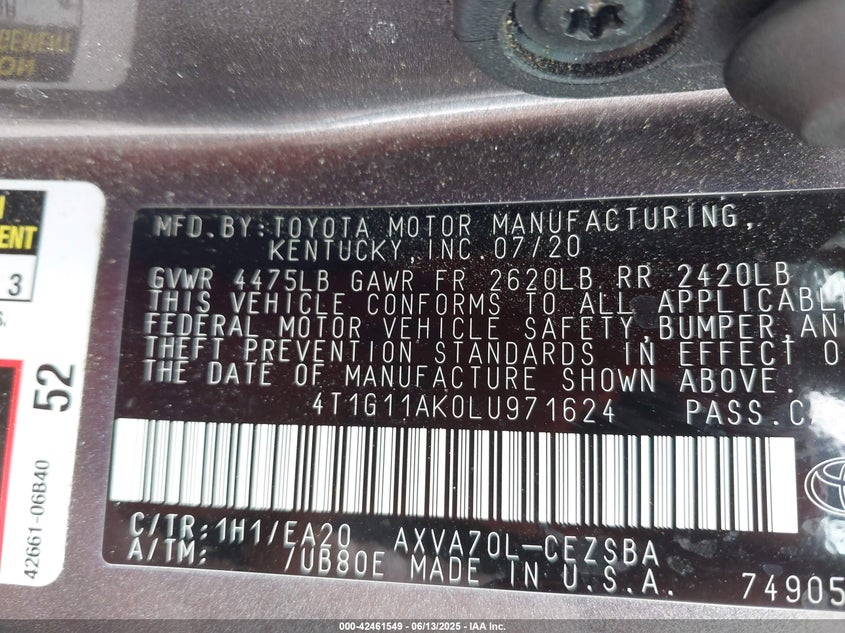 MFD.BY:TOYOTA MOTOR MANUFACTURING,
KENTUCKY,INC.07/20
GVWR 4475LB GAWR FR 2620LB RR 2420LB
THIS VEHICLE CONFORMS TO ALL APPLICABL
FEDERAL MOTOR VEHICLE SAFETY,BUMPER,AN
THEFT PREVENTION STANDARDS IN EFFECT O
THE DATE OF MANUFACTURE SHOWN ABOVE.
4T1G11AK0LU971624 PASS.CA
C/TR:1H1/EA20 AXVA70L-CEZSBA
A/TM: /UB80E MADE IN U.S.A.
74905
3
52
42661-06B40
000-42461549 - 06/13/2025 - IAA Inc.